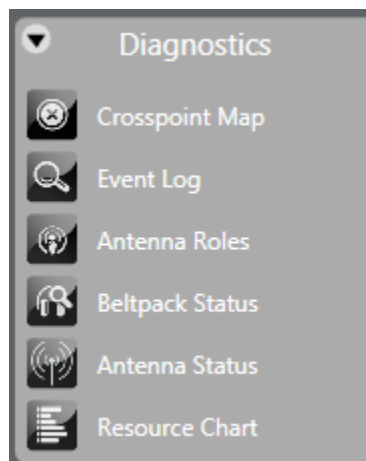 Diagnostics
Crosspoint Map
Event Log
Antenna Roles
Beltpack Status
Antenna Status
Resource Chart